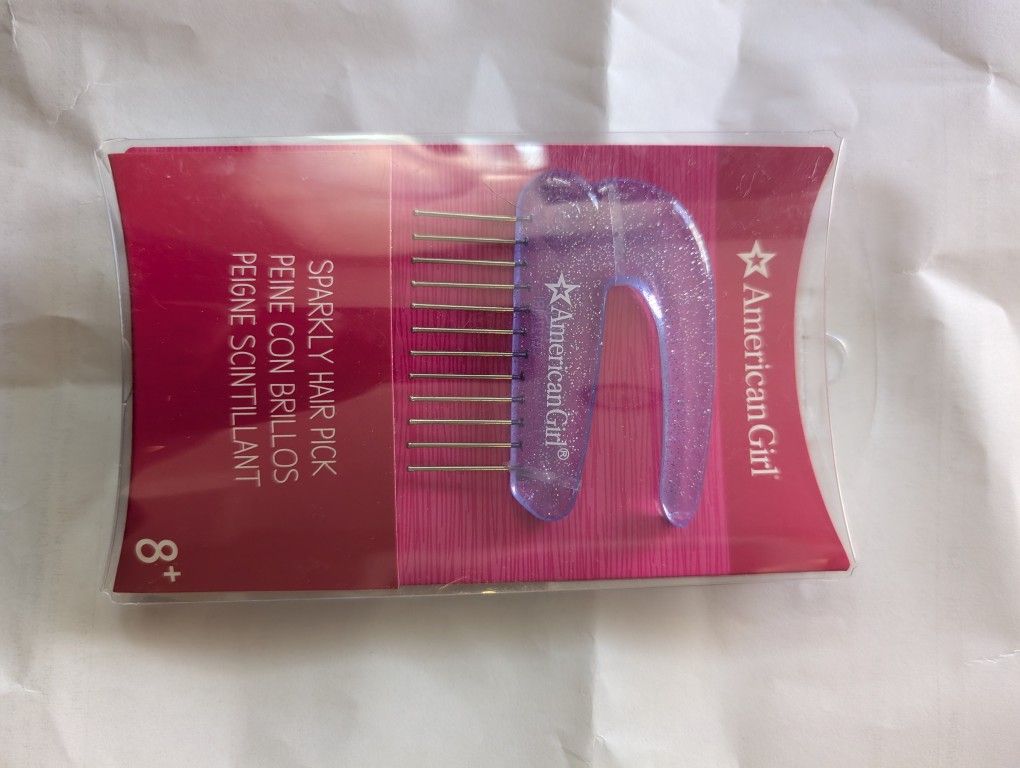 American Girl
American Girl®
SPARKLY HAIR PICK
PEINE CON BRILLOS
PEIGNE SCINTILLANT
8+